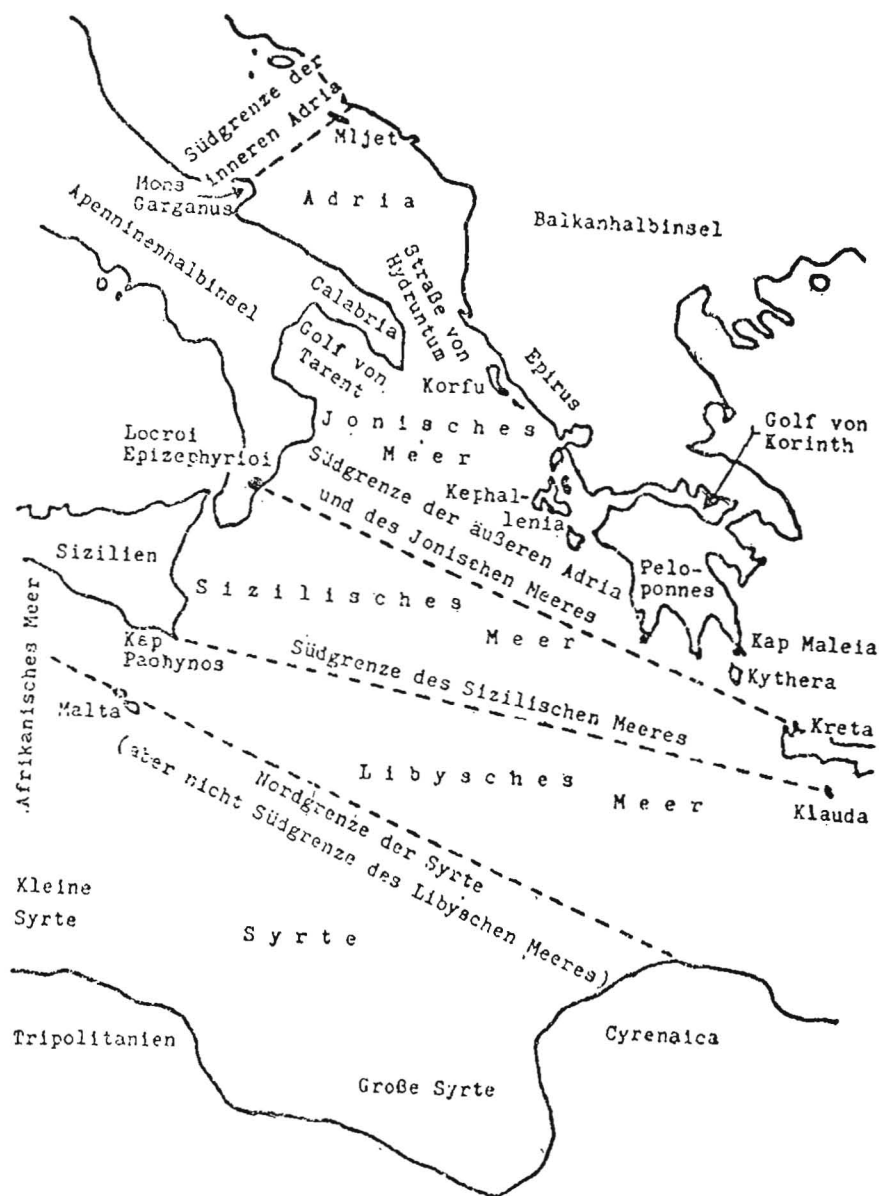 Südgrenze der
inneren Adria
Mljet
Mons
Garganus
Adria
Apenninenhalbinsel
Balkanhalbinsel
Calabria
Straße von
Hydruntum
Golf von
Tarent
Korfu
Epirus
Jonisches
Meer
Golf von
Korinth
Locroi
Epizephyrioi
Südgrenze der äußeren Adria
und des Jonischen Meeres
Kephal-
lenia
Sizilien
Pelo-
ponnes
Sizilisches
Meer
Kap
Pachynos
Kap Maleia
Kythera
Südgrenze des Sizilischen Meeres
Afrikanisches Meer
Malta
Kreta
Klauda
Libysches
Meer
Nordgrenze der Syrte
(aber nicht Südgrenze des Libyschen Meeres)
Kleine
Syrte
Syrte
Tripolitanien
Cyrenaica
Große Syrte